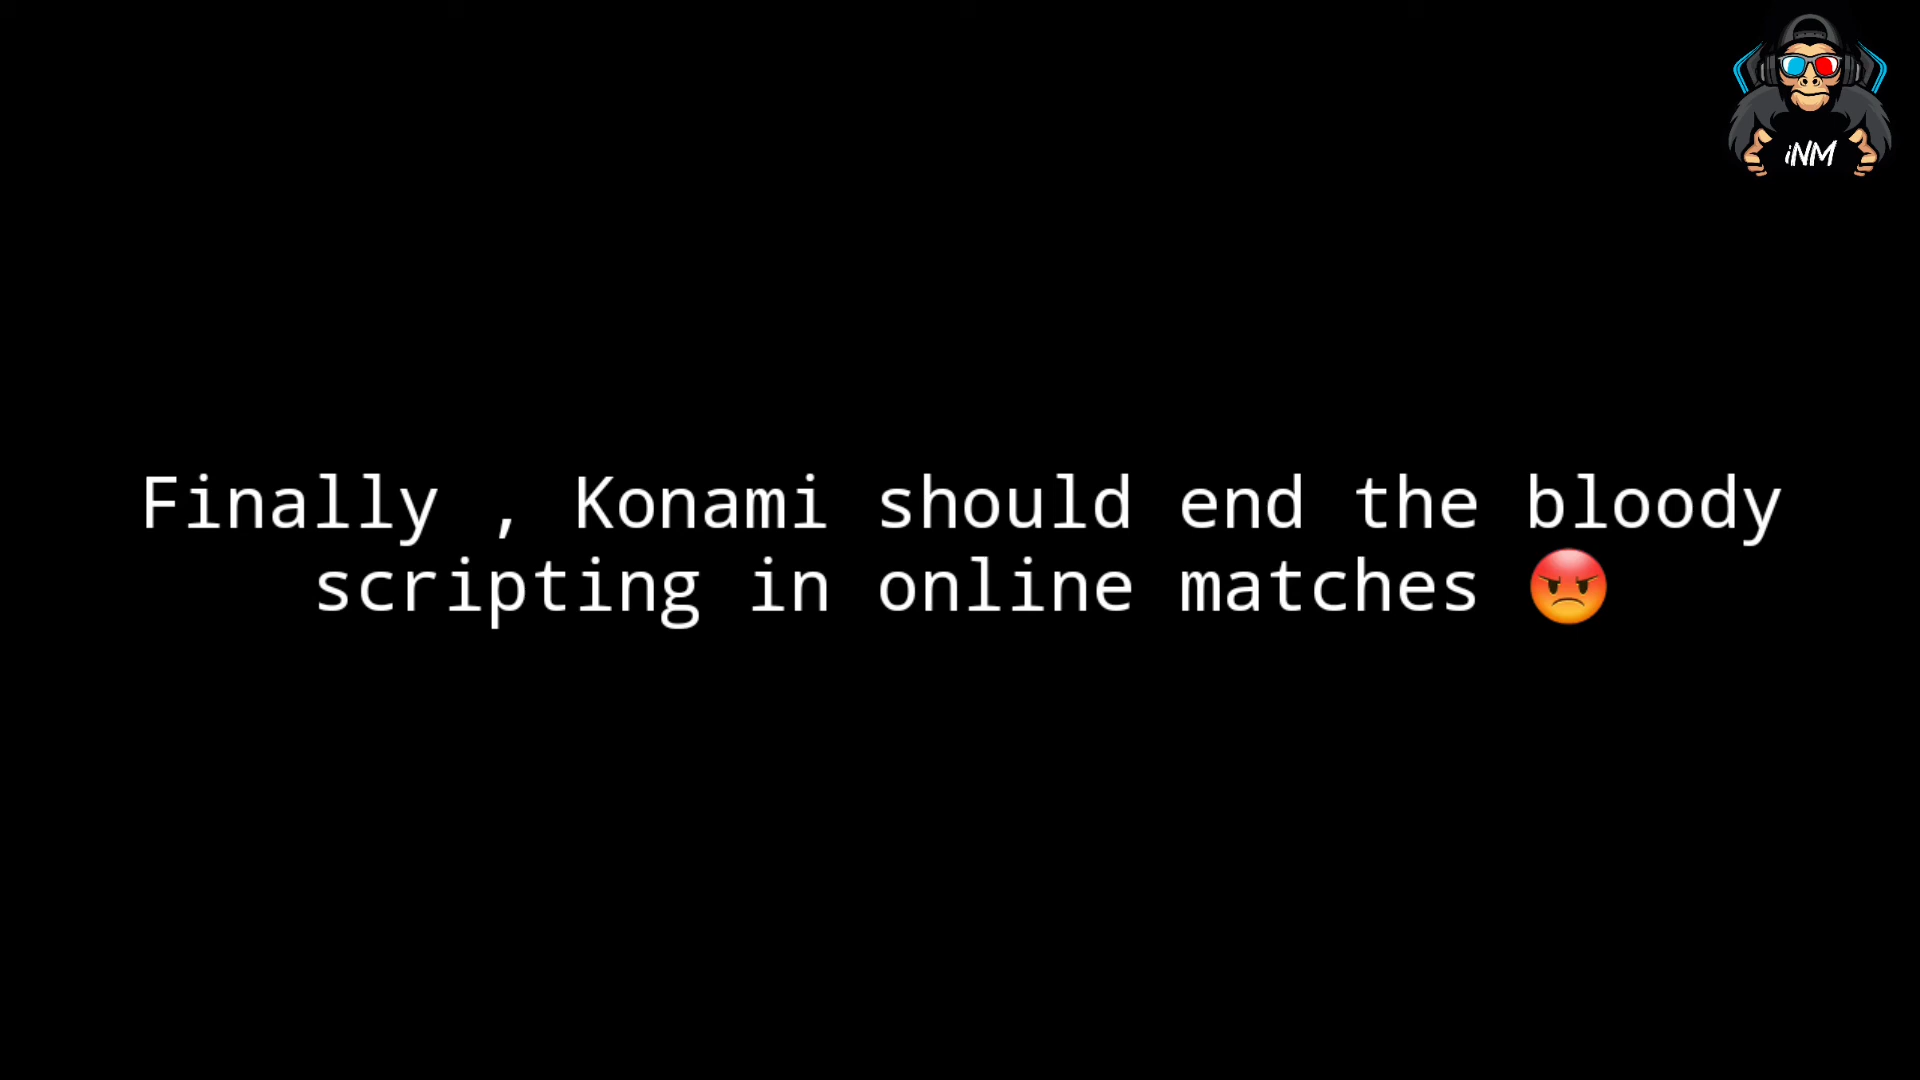 iNM
Finally , Konami should end the bloody
scripting in online matches 😡